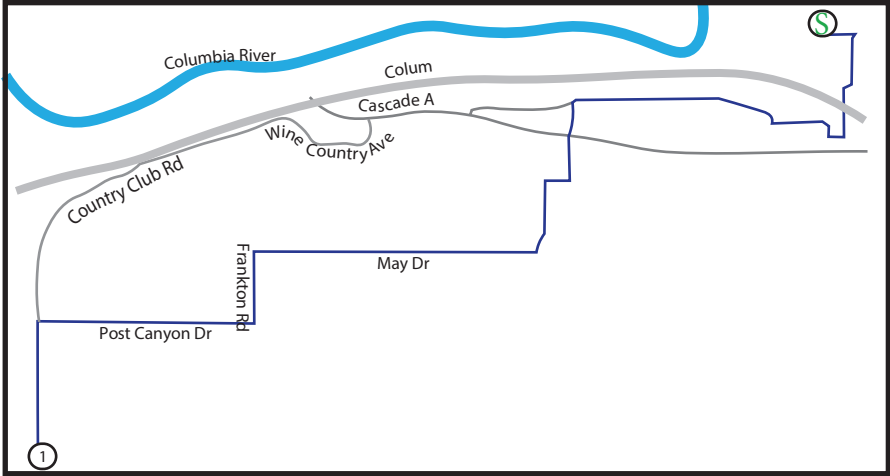 S
Columbia River
Colum
Cascade A
Wine Country Ave
Country Club Rd
Frankton Rd
May Dr
Post Canyon Dr
1